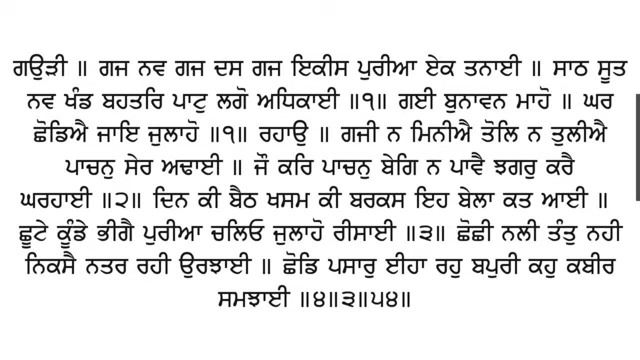 ਗਉੜੀ ॥ ਗਜ ਨਵ ਗਜ ਦਸ ਗਜ ਇਕੀਸ ਪੁਰੀਆ ਏਕ ਤਨਾਈ ॥ ਸਾਠ ਸੂਤ
ਨਵ ਖੰਡ ਬਹਤਰਿ ਪਾਟੁ ਲਗੋ ਅਧਿਕਾਈ ॥੧॥ ਗਈ ਬੁਨਾਵਨ ਮਾਹੋ ॥ ਘਰ
ਛੋਡਿਐ ਜਾਇ ਜੁਲਾਹੋ ॥੧॥ ਰਹਾਉ ॥ ਗਜੀ ਨ ਮਿਨੀਐ ਤੋਲਿ ਨ ਤੁਲੀਐ
ਪਾਚਨੁ ਸੇਰ ਅਢਾਈ ॥ ਜੌ ਕਰਿ ਪਾਚਨੁ ਬੇਗਿ ਨ ਪਾਵੈ ਝਗਰੁ ਕਰੈ
ਘਰਹਾਈ ॥੨॥ ਦਿਨ ਕੀ ਬੈਠ ਖਸਮ ਕੀ ਬਰਕਸ ਇਹ ਬੇਲਾ ਕਤ ਆਈ ॥
ਛੂਟੇ ਕੂੰਡੇ ਭੀਗੈ ਪੁਰੀਆ ਚਲਿਓ ਜੁਲਾਹੋ ਰੀਸਾਈ ॥੩॥ ਛੋਛੀ ਨਲੀ ਤੰਤੁ ਨਹੀ
ਨਿਕਸੈ ਨਤਰ ਰਹੀ ਉਰਝਾਈ ॥ ਛੋਡਿ ਪਸਾਰੁ ਈਹਾ ਰਹੁ ਬਪੁਰੀ ਕਹੁ ਕਬੀਰ
ਸਮਝਾਈ ॥੪॥੩॥੫੪॥